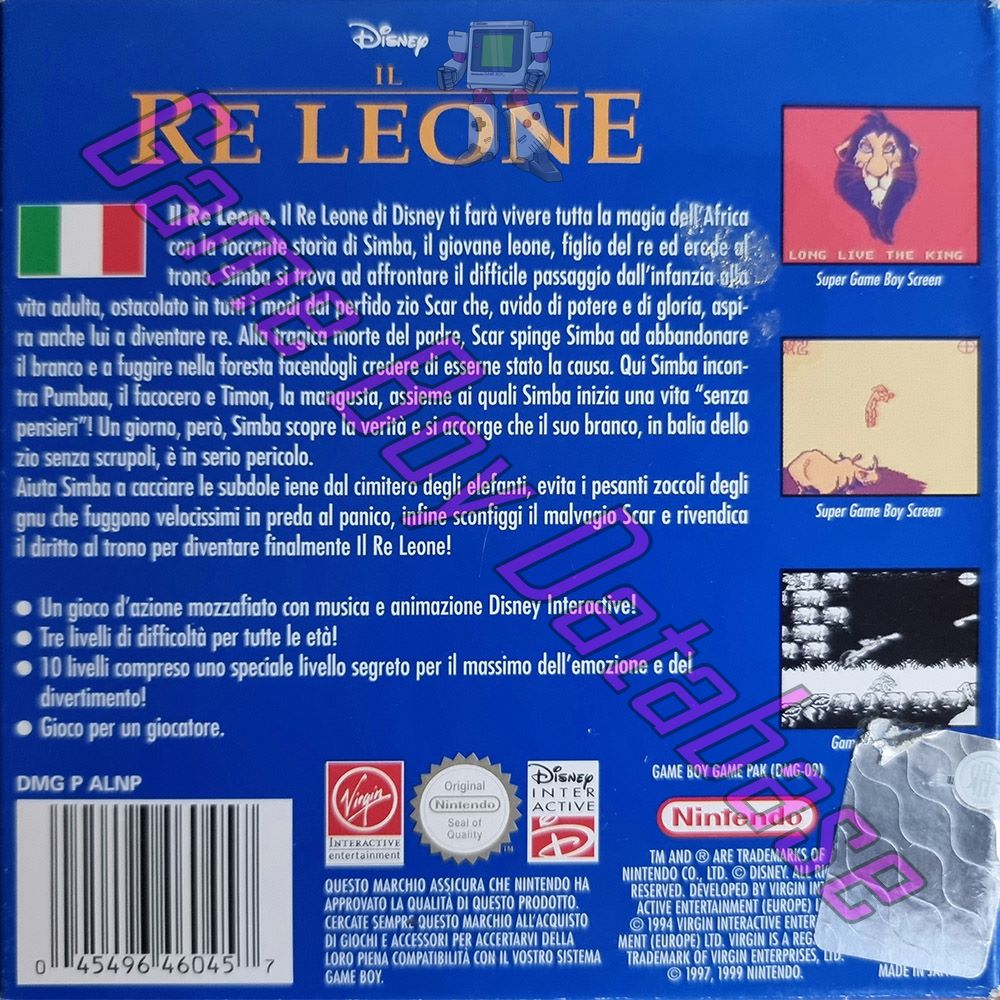 Disney
IL
RE LEONE
Il Re Leone. Il Re Leone di Disney ti farà vivere tutta la magia dell'Africa
con la toccante storia di Simba, il giovane leone, figlio del re ed erede al
trono. Simba si trova ad affrontare il difficile passaggio dall'infanzia alla
vita adulta, ostacolato in tutti i modi dal perfido zio Scar che, avido di potere e di gloria, aspi-
ra anche lui a diventare re. Alla tragica morte del padre, Scar spinge Simba ad abbandonare
il branco e a fuggire nella foresta facendogli credere di esserne stato la causa. Qui Simba incon-
tra Pumbaa, il facocero e Timon, la mangusta, assieme ai quali Simba inizia una vita "senza
pensieri"! Un giorno, però, Simba scopre la verità e si accorge che il suo branco, in balia dello
zio senza scrupoli, è in serio pericolo.
Aiuta Simba a cacciare le subdole iene dal cimitero degli elefanti, evita i pesanti zoccoli degli
gnu che fuggono velocissimi in preda al panico, infine sconfiggi il malvagio Scar e rivendica
il diritto al trono per diventare finalmente Il Re Leone!
● Un gioco d'azione mozzafiato con musica e animazione Disney Interactive!
● Tre livelli di difficoltà per tutte le età!
● 10 livelli compreso uno speciale livello segreto per il massimo dell'emozione e del
divertimento!
● Gioco per un giocatore.
LONG LIVE THE KING
Super Game Boy Screen
Super Game Boy Screen
Game Boy Database
DMG P ALNP
0 45496 46045 7
Virgin
INTERACTIVE
entertainment
Original
Nintendo
Seal of
Quality
TM
Disney
INTER
ACTIVE
QUESTO MARCHIO ASSICURA CHE NINTENDO HA
APPROVATO LA QUALITÀ DI QUESTO PRODOTTO.
CERCATE SEMPRE QUESTO MARCHIO ALL'ACQUISTO
DI GIOCHI E ACCESSORI PER ACCERTARVI DELLA
LORO PIENA COMPATIBILITÀ CON IL VOSTRO SISTEMA
GAME BOY.
GAME BOY GAME PAK (DMG-09)
Nintendo
TM AND ® ARE TRADEMARKS OF
NINTENDO CO., LTD. © DISNEY. ALL
RESERVED. DEVELOPED BY VIRGIN
ACTIVE ENTERTAINMENT (EUROPE)
© 1994 VIRGIN INTERACTIVE
MENT (EUROPE) LTD. VIRGIN IS A
TRADEMARK OF VIRGIN ENTERPRISES, LTD.
© 1997, 1999 NINTENDO.
MADE IN